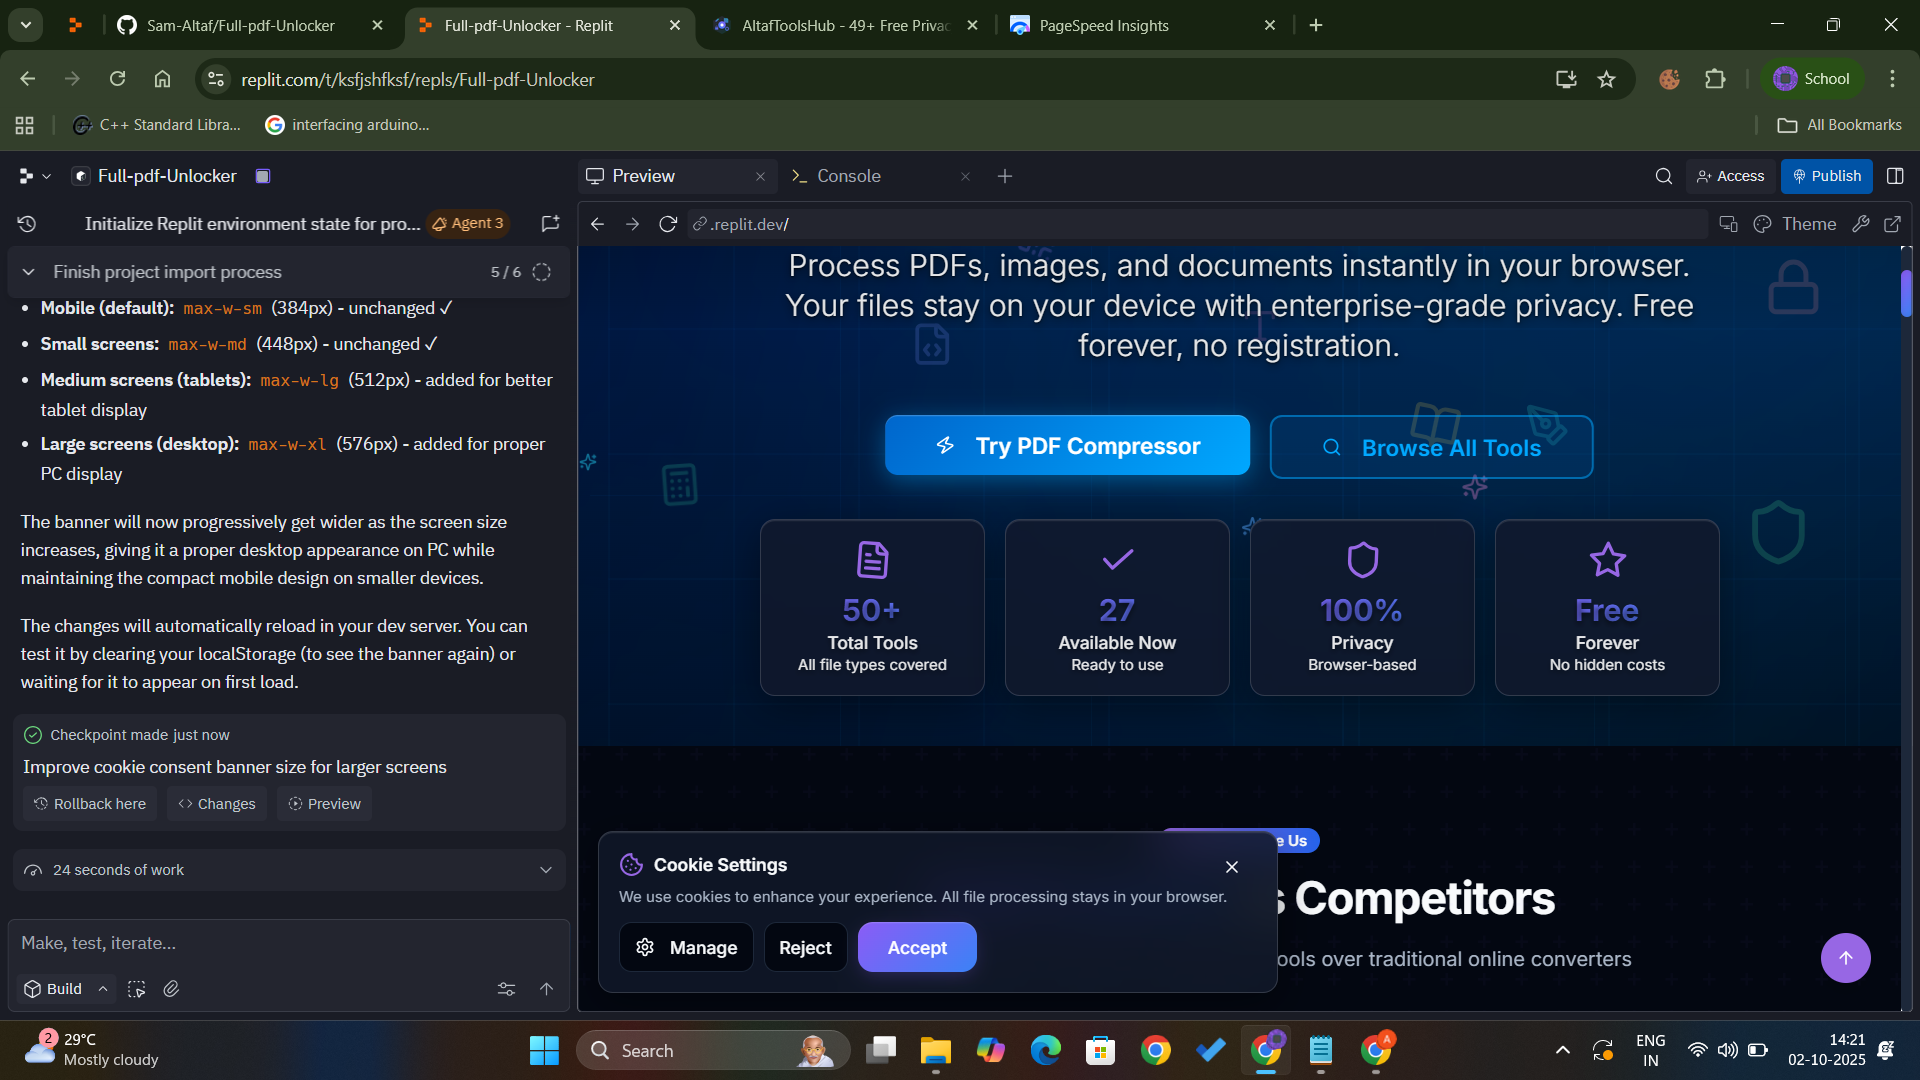 Sam-Altaf/Full-pdf-Unlocker
Full-pdf-Unlocker - Replit
AltafToolsHub - 49+ Free Privac
PageSpeed Insights
replit.com/t/ksfjshfksf/repls/Full-pdf-Unlocker
School
C++ Standard Libra...
interfacing arduino...
All Bookmarks
Full-pdf-Unlocker
Initialize Replit environment state for pro...
Agent 3
Finish project import process
5 / 6
• Mobile (default): max-w-sm (384px) - unchanged ✓
• Small screens: max-w-md (448px) - unchanged ✓
• Medium screens (tablets): max-w-lg (512px) - added for better
tablet display
• Large screens (desktop): max-w-xl (576px) - added for proper
PC display
The banner will now progressively get wider as the screen size
increases, giving it a proper desktop appearance on PC while
maintaining the compact mobile design on smaller devices.
The changes will automatically reload in your dev server. You can
test it by clearing your localStorage (to see the banner again) or
waiting for it to appear on first load.
Checkpoint made just now
Improve cookie consent banner size for larger screens
Rollback here
Changes
Preview
24 seconds of work
Make, test, iterate...
Build
Preview
Console
Access
Publish
.replit.dev/
Theme
Process PDFs, images, and documents instantly in your browser.
Your files stay on your device with enterprise-grade privacy. Free
forever, no registration.
Try PDF Compressor
Browse All Tools
50+
Total Tools
All file types covered
27
Available Now
Ready to use
100%
Privacy
Browser-based
Free
Forever
No hidden costs
e Us
s Competitors
ools over traditional online converters
Cookie Settings
We use cookies to enhance your experience. All file processing stays in your browser.
Manage
Reject
Accept
2
29°C
Mostly cloudy
Search
A
ENG
IN
14:21
02-10-2025